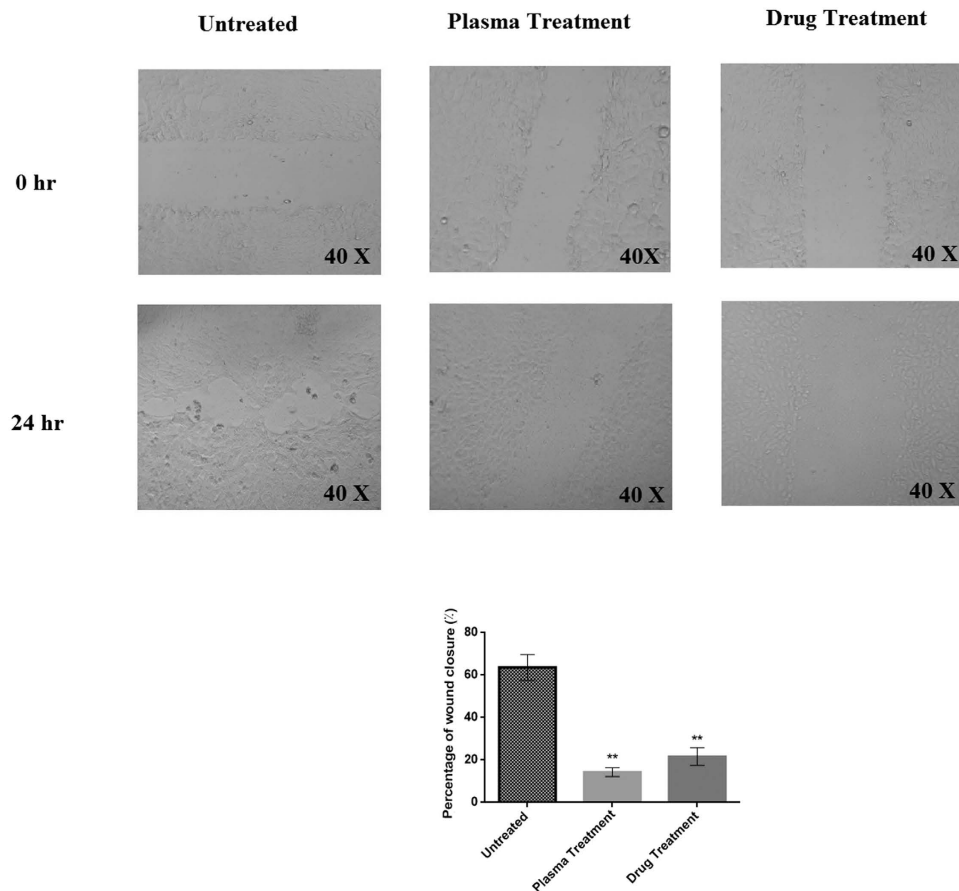 Untreated
Plasma Treatment
Drug Treatment
0 hr
40 X
40X
40 X
24 hr
40 X
40 X
40 X
Percentage of wound closure (%)
80
60
40
20
0
**
**
Untreated
Plasma Treatment
Drug Treatment